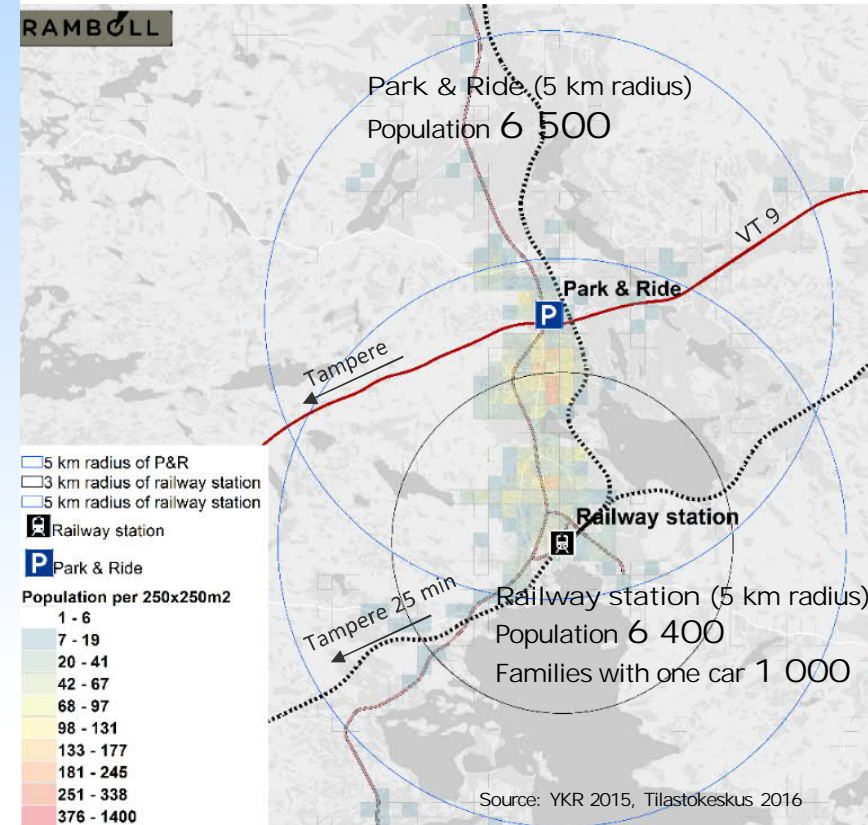 RAMBOLL
Park & Ride (5 km radius)
Population 6 500
VT 9
Park & Ride
P
Tampere
5 km radius of P&R
3 km radius of railway station
5 km radius of railway station
Railway station
P Park & Ride
Population per 250x250m2
1 - 6
7 - 19
20 - 41
42 - 67
68 - 97
98 - 131
133 - 177
181 - 245
251 - 338
376 - 1400
Railway station
Tampere 25 min
Railway station (5 km radius)
Population 6 400
Families with one car 1 000
Source: YKR 2015, Tilastokeskus 2016